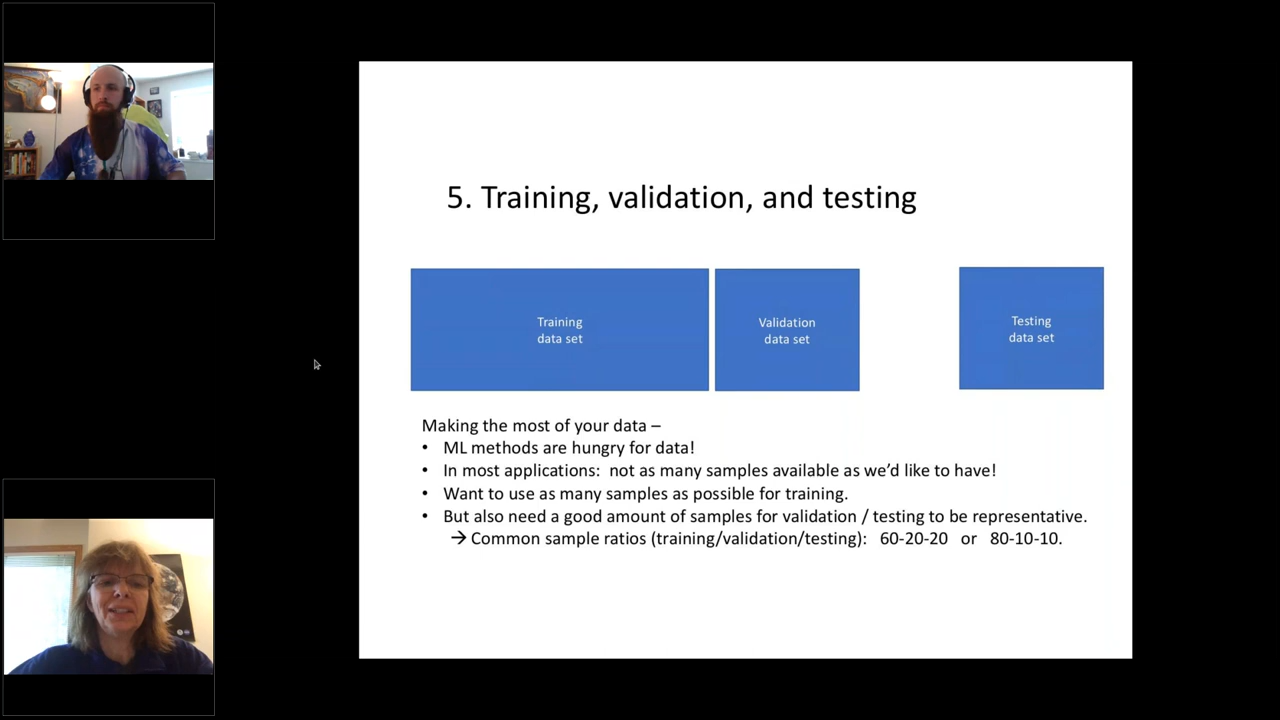 5. Training, validation, and testing
Training
data set
Validation
data set
Testing
data set
Making the most of your data –
• ML methods are hungry for data!
• In most applications: not as many samples available as we’d like to have!
• Want to use as many samples as possible for training.
• But also need a good amount of samples for validation / testing to be representative.
→ Common sample ratios (training/validation/testing): 60-20-20 or 80-10-10.